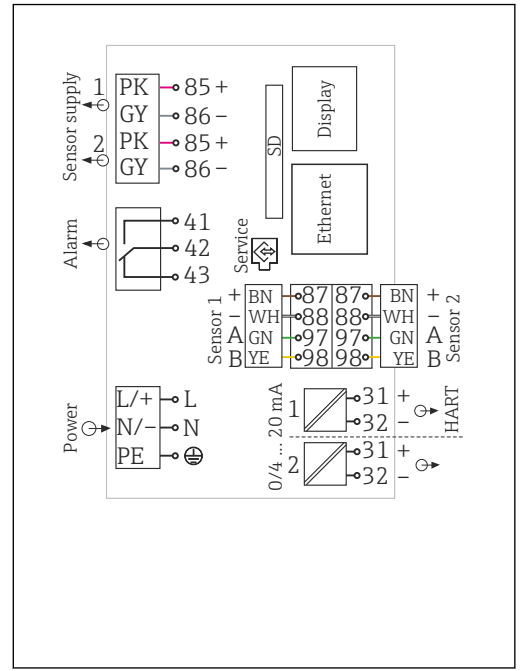 Sensor supply
1 PK 85 +
GY 86 −
2 PK 85 +
GY 86 −
SD
Display
Ethernet
Alarm
41
42
43
Service
Sensor 1
+ BN 87 87 BN +
− WH 88 88 WH −
A GN 97 97 GN A
B YE 98 98 YE B
Sensor 2
Power
L/+ L
N/− N
PE
0/4 ... 20 mA
1 31 +
32 −
HART
2 31 +
32 −